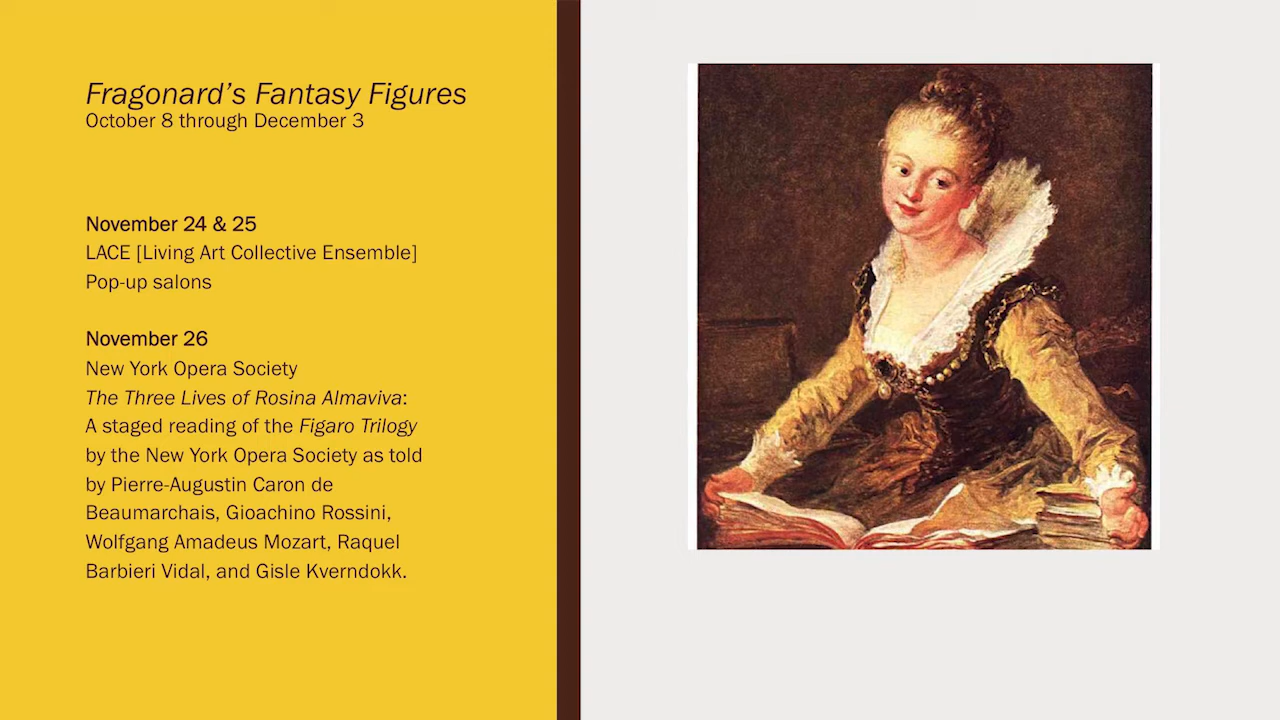 Fragonard's Fantasy Figures
October 8 through December 3
November 24 & 25
LACE [Living Art Collective Ensemble]
Pop-up salons
November 26
New York Opera Society
The Three Lives of Rosina Almaviva:
A staged reading of the Figaro Trilogy
by the New York Opera Society as told
by Pierre-Augustin Caron de
Beaumarchais, Gioachino Rossini,
Wolfgang Amadeus Mozart, Raquel
Barbieri Vidal, and Gisle Kverndokk.